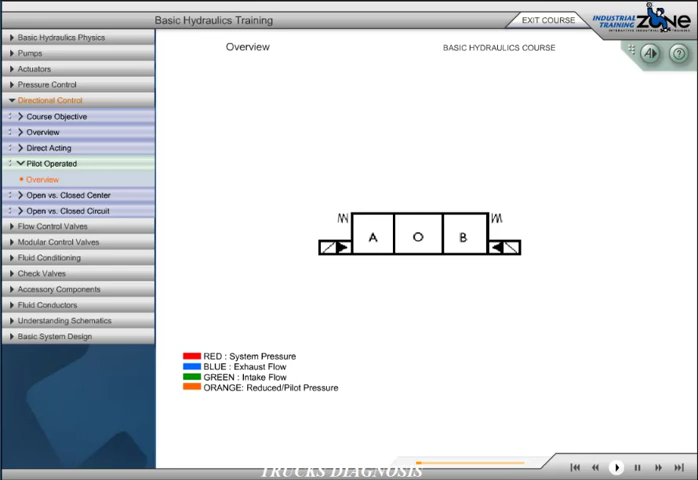 Basic Hydraulics Training
EXIT COURSE
INDUSTRIAL
TRAINING
ZONE
Basic Hydraulics Physics
Pumps
Actuators
Pressure Control
Directional Control
Course Objective
Overview
Direct Acting
Pilot Operated
Overview
Open vs. Closed Center
Open vs. Closed Circuit
Flow Control Valves
Modular Control Valves
Fluid Conditioning
Check Valves
Accessory Components
Fluid Conductors
Understanding Schematics
Basic System Design
Overview
BASIC HYDRAULICS COURSE
A
?
A O B
RED : System Pressure
BLUE : Exhaust Flow
GREEN : Intake Flow
ORANGE: Reduced/Pilot Pressure
TRUCKS DIAGNOSIS